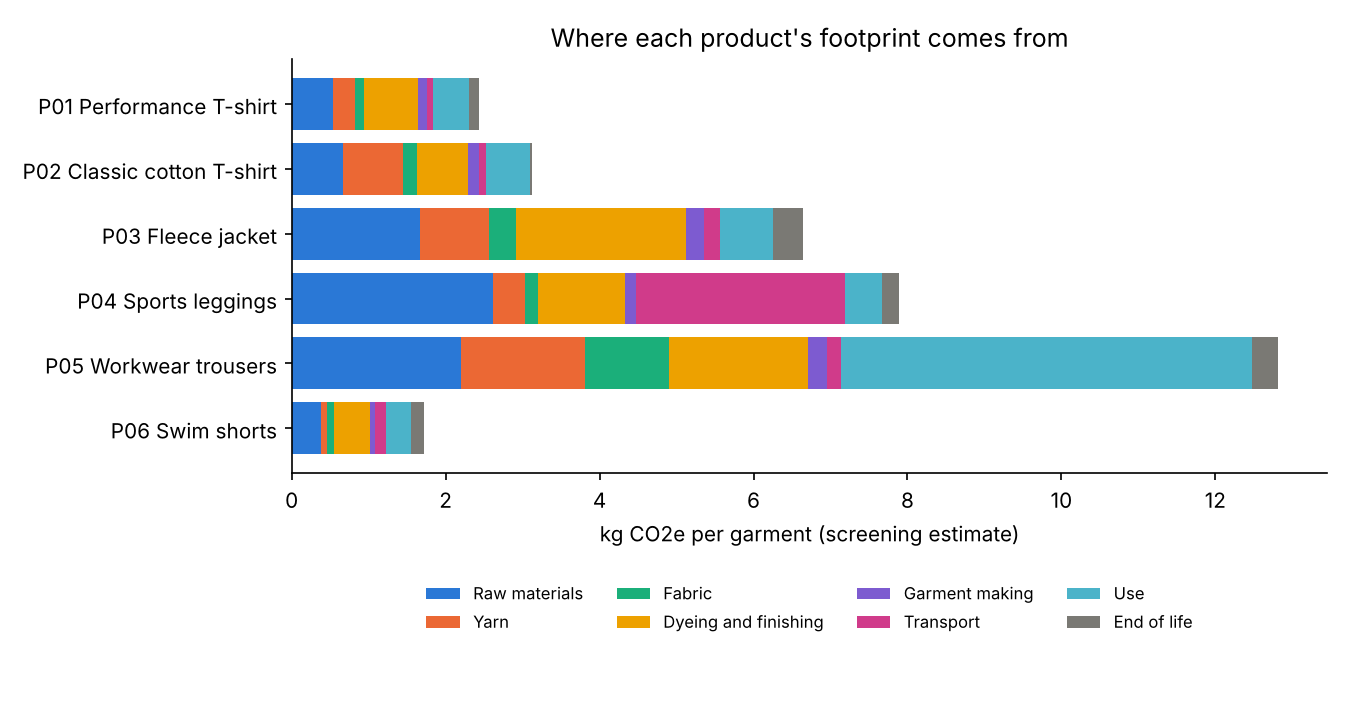 Where each product's footprint comes from
P01 Performance T-shirt
P02 Classic cotton T-shirt
P03 Fleece jacket
P04 Sports leggings
P05 Workwear trousers
P06 Swim shorts
0 2 4 6 8 10 12
kg CO2e per garment (screening estimate)
Raw materials Fabric Garment making Use
Yarn Dyeing and finishing Transport End of life